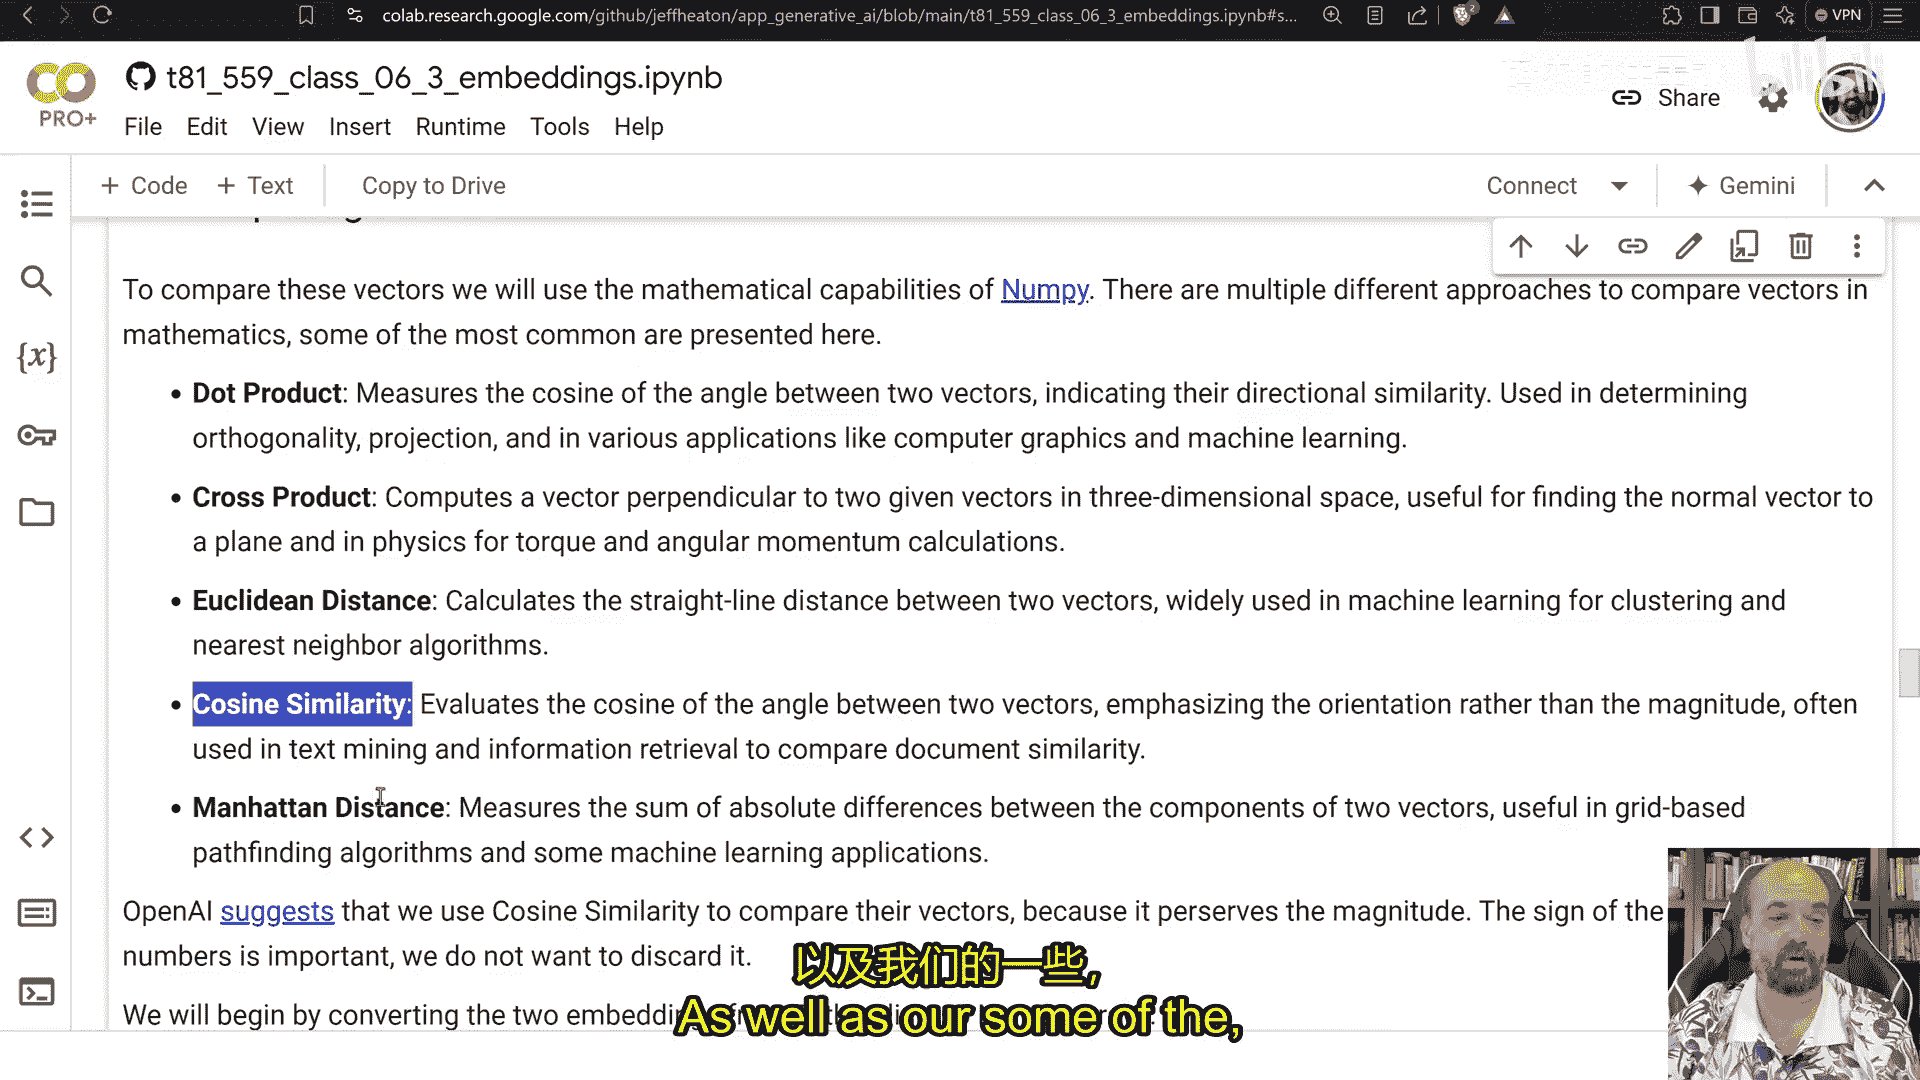 colab.research.google.com/github/jeffheaton/app_generative_ai/blob/main/t81_559_class_06_3_embeddings.ipynb#s...
2
VPN
t81_559_class_06_3_embeddings.ipynb
PRO+
File Edit View Insert Runtime Tools Help
Share
+ Code + Text Copy to Drive
Connect Gemini
To compare these vectors we will use the mathematical capabilities of Numpy. There are multiple different approaches to compare vectors in
mathematics, some of the most common are presented here.
• Dot Product: Measures the cosine of the angle between two vectors, indicating their directional similarity. Used in determining
orthogonality, projection, and in various applications like computer graphics and machine learning.
• Cross Product: Computes a vector perpendicular to two given vectors in three-dimensional space, useful for finding the normal vector to
a plane and in physics for torque and angular momentum calculations.
• Euclidean Distance: Calculates the straight-line distance between two vectors, widely used in machine learning for clustering and
nearest neighbor algorithms.
• Cosine Similarity: Evaluates the cosine of the angle between two vectors, emphasizing the orientation rather than the magnitude, often
used in text mining and information retrieval to compare document similarity.
• Manhattan Distance: Measures the sum of absolute differences between the components of two vectors, useful in grid-based
pathfinding algorithms and some machine learning applications.
OpenAI suggests that we use Cosine Similarity to compare their vectors, because it perserves the magnitude. The sign of the
numbers is important, we do not want to discard it.
We will begin by converting the two
以及我们的一些,
As well as our some of the,